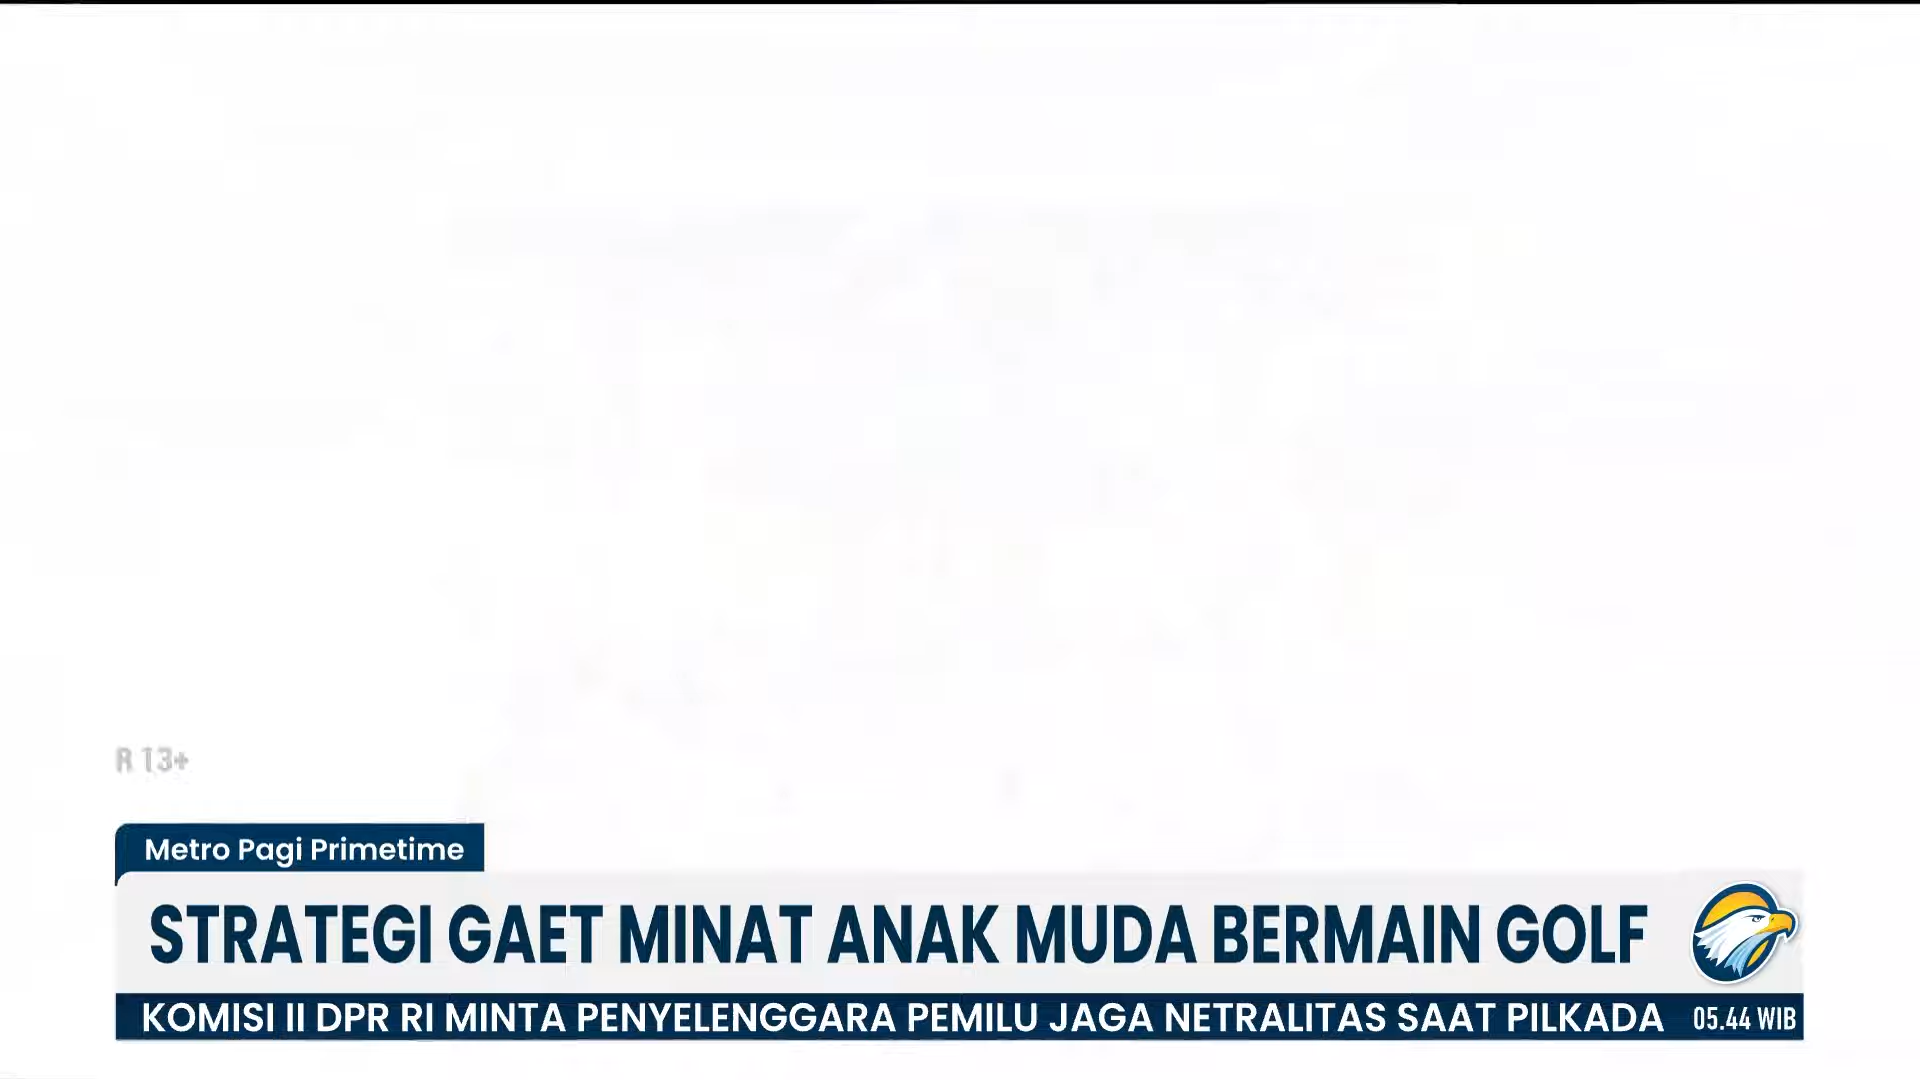 R 13+
Metro Pagi Primetime
STRATEGI GAET MINAT ANAK MUDA BERMAIN GOLF
KOMISI II DPR RI MINTA PENYELENGGARA PEMILU JAGA NETRALITAS SAAT PILKADA 05.44 WIB